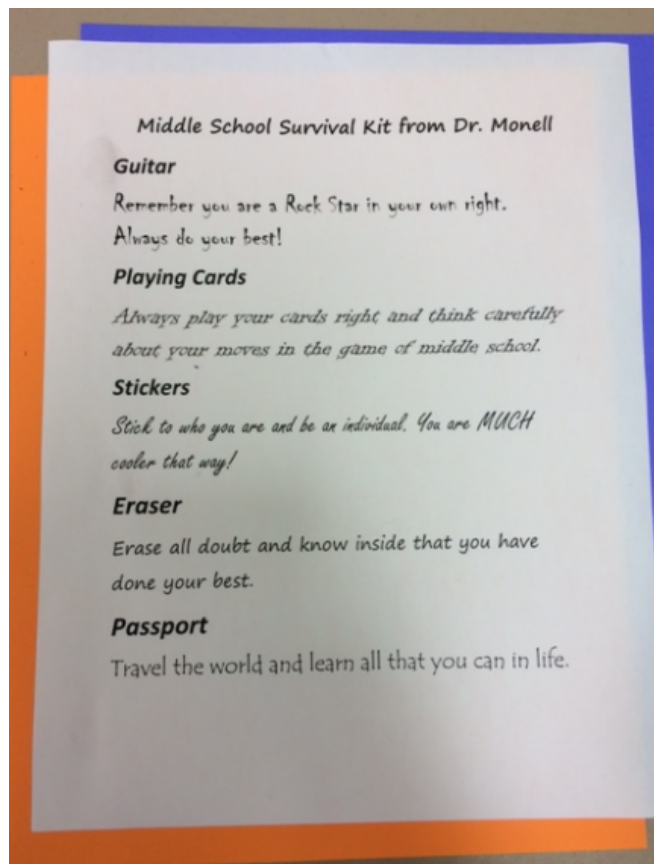 Middle School Survival Kit from Dr. Monell
Guitar
Remember you are a Rock Star in your own right.
Always do your best!
Playing Cards
Always play your cards right and think carefully
about your moves in the game of middle school.
Stickers
Stick to who you are and be an individual. You are MUCH
cooler that way!
Eraser
Erase all doubt and know inside that you have
done your best.
Passport
Travel the world and learn all that you can in life.